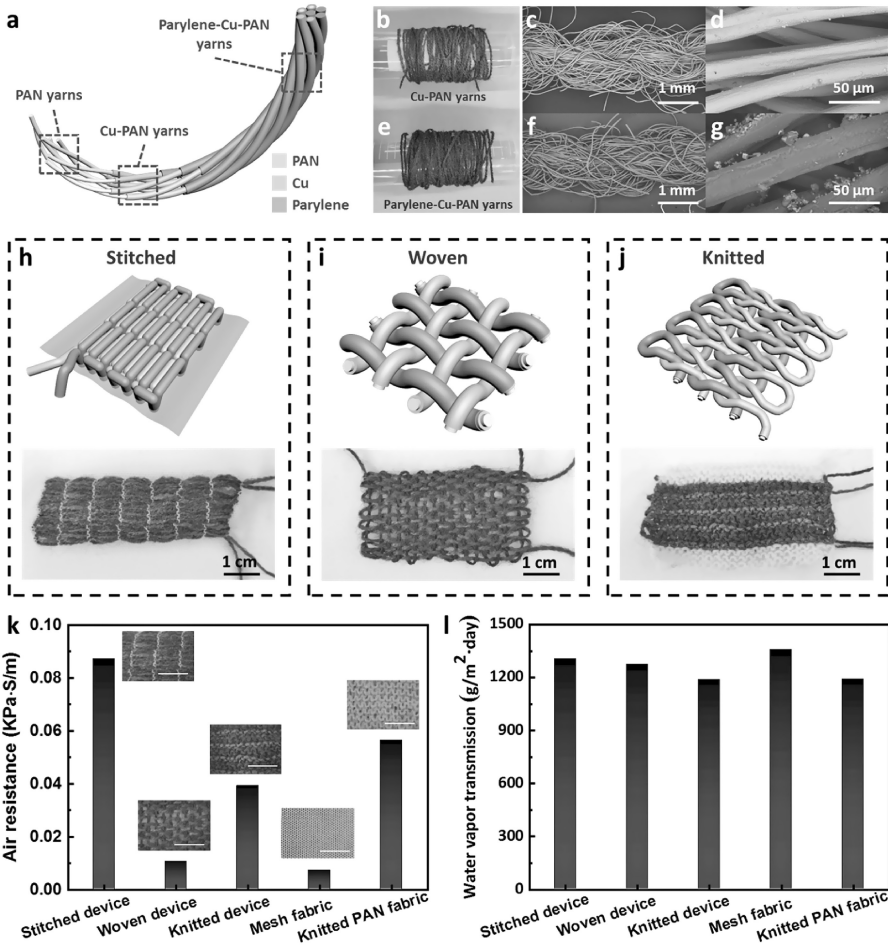 a
Parylene-Cu-PAN
yarns
PAN yarns
Cu-PAN yarns
PAN
Cu
Parylene
b
Cu-PAN yarns
c
1 mm
d
50 μm
e
Parylene-Cu-PAN yarns
f
1 mm
g
50 μm
h
Stitched
1 cm
i
Woven
1 cm
j
Knitted
1 cm
k
Air resistance (KPa·S/m)
0.10
0.08
0.06
0.04
0.02
0.00
Stitched device
Woven device
Knitted device
Mesh fabric
Knitted PAN fabric
l
Water vapor transmission (g/m²·day)
1500
1200
900
600
300
0
Stitched device
Woven device
Knitted device
Mesh fabric
Knitted PAN fabric